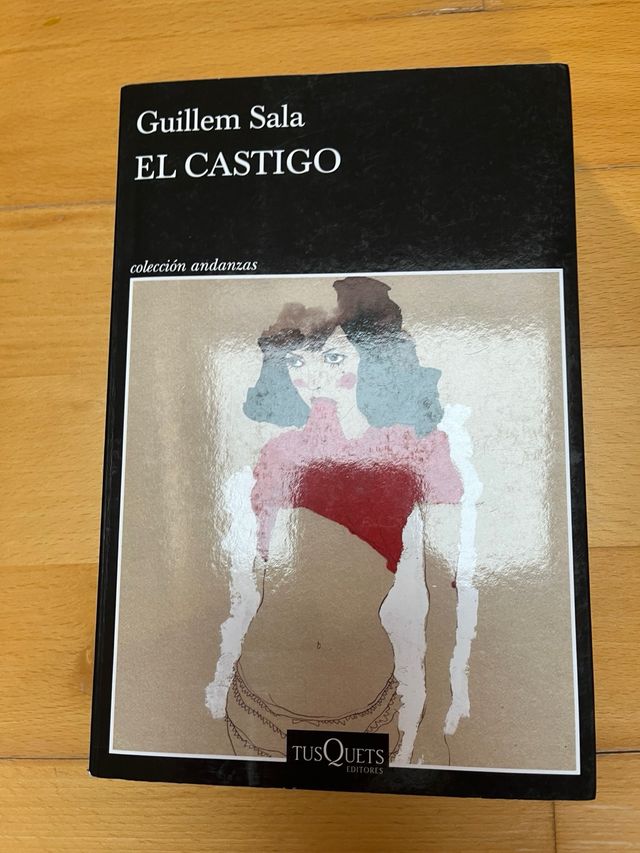 Guillem Sala
EL CASTIGO
colección andanzas
TUSQUETS
EDITORES